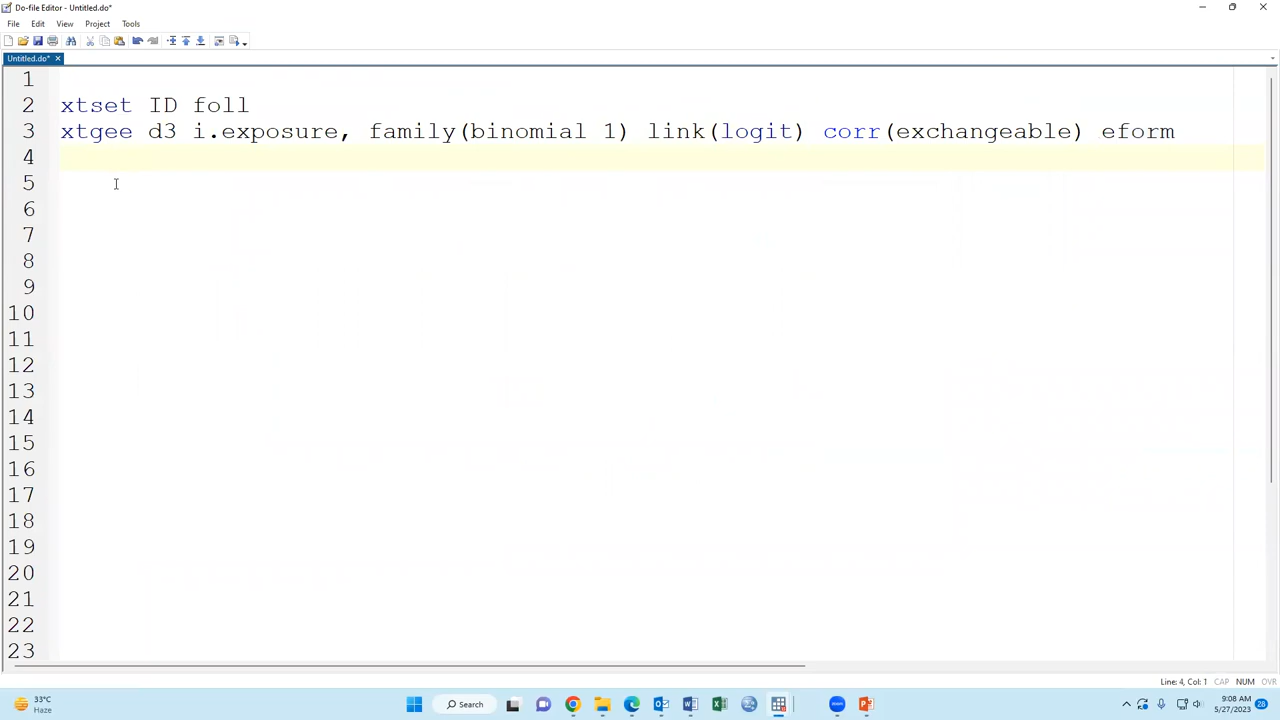 Do-file Editor - Untitled.do*
File Edit View Project Tools
Untitled.do* ×
1
2 xtset ID foll
3 xtgee d3 i.exposure, family(binomial 1) link(logit) corr(exchangeable) eform
4
5
6
7
8
9
10
11
12
13
14
15
16
17
18
19
20
21
22
23
Line: 4, Col: 1 CAP NUM OVR
33°C
Haze
Search
9:08 AM
5/27/2023
28